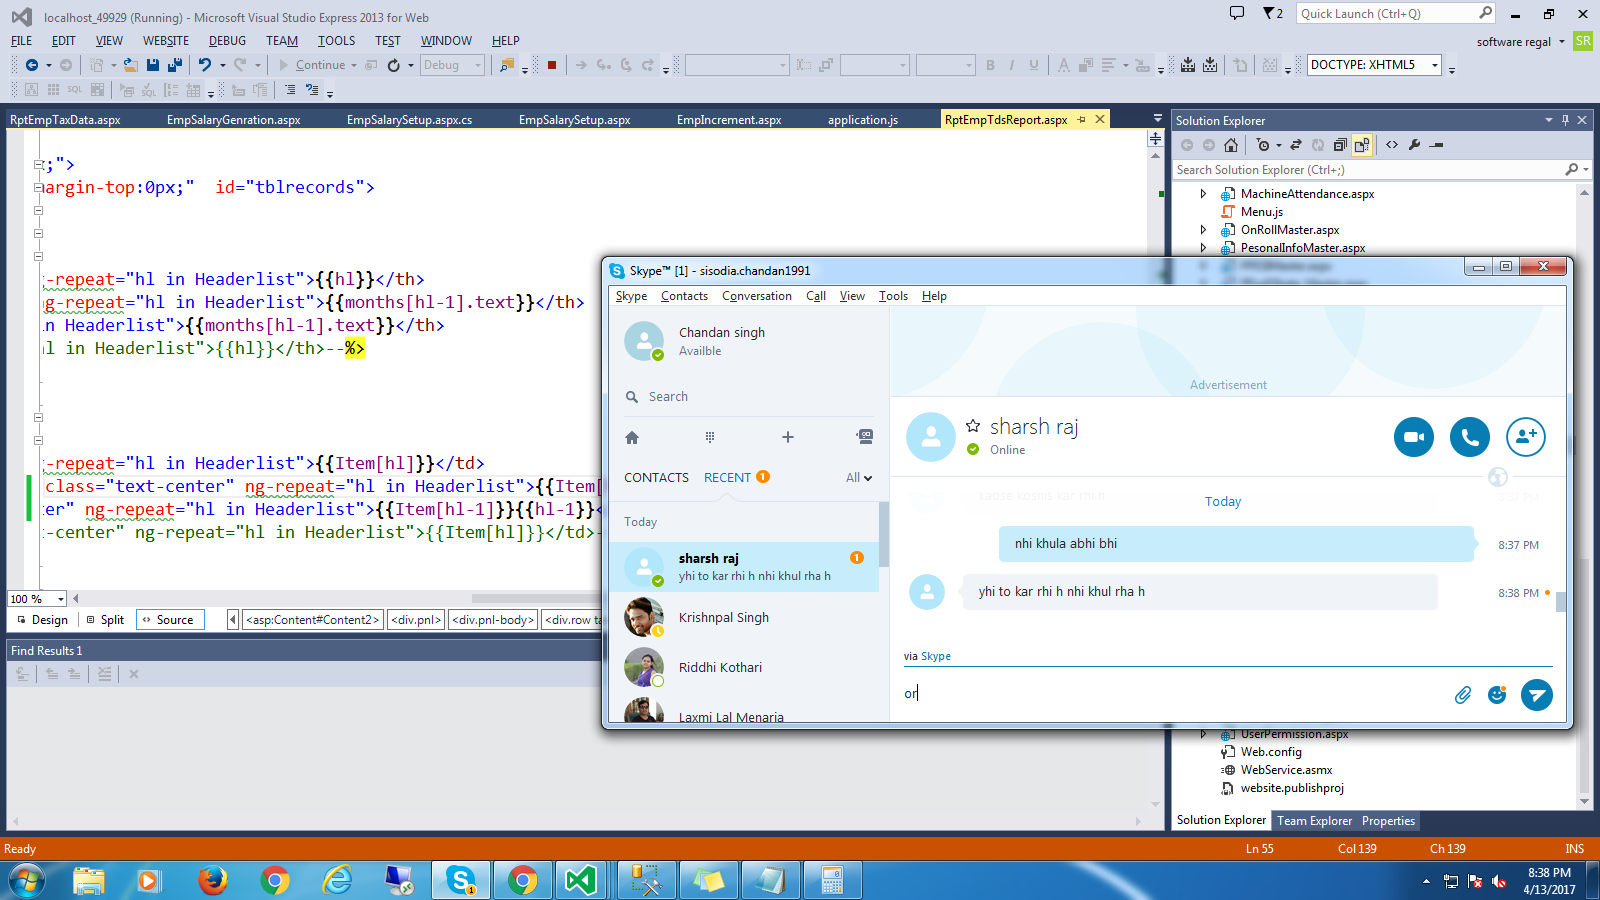 localhost_49929 (Running) - Microsoft Visual Studio Express 2013 for Web
2
Quick Launch (Ctrl+Q)
FILE EDIT VIEW WEBSITE DEBUG TEAM TOOLS TEST WINDOW HELP
software regal
SR
Continue
Debug
DOCTYPE: XHTML5
SQL
RptEmpTaxData.aspx EmpSalaryGenration.aspx EmpSalarySetup.aspx.cs EmpSalarySetup.aspx EmpIncrement.aspx application.js RptEmpTdsReport.aspx
;">
argin-top:0px;" id="tblrecords">
-repeat="hl in Headerlist">{{hl}}</th>
ng-repeat="hl in Headerlist">{{months[hl-1].text}}</th>
in Headerlist">{{months[hl-1].text}}</th>
hl in Headerlist">{{hl}}</th>--%>
-repeat="hl in Headerlist">{{Item[hl]}}</td>
class="text-center" ng-repeat="hl in Headerlist">{{Item[
er" ng-repeat="hl in Headerlist">{{Item[hl-1]}}{{hl-1}}<
t-center" ng-repeat="hl in Headerlist">{{Item[hl]}}</td>-
100 %
Design Split Source
<asp:Content#Content2> <div.pnl> <div.pnl-body> <div.row ta
Find Results 1
Solution Explorer
Search Solution Explorer (Ctrl+;)
MachineAttendance.aspx
Menu.js
OnRollMaster.aspx
PesonalInfoMaster.aspx
UserPermission.aspx
Web.config
WebService.asmx
website.publishproj
Solution Explorer Team Explorer Properties
Skype™ [1] - sisodia.chandan1991
Skype Contacts Conversation Call View Tools Help
Chandan singh
Availble
Search
CONTACTS RECENT 1 All
Today
sharsh raj 1
yhi to kar rhi h nhi khul rha h
Krishnpal Singh
Riddhi Kothari
Laxmi Lal Menaria
Advertisement
sharsh raj
Online
Today
nhi khula abhi bhi
8:37 PM
yhi to kar rhi h nhi khul rha h
8:38 PM
via Skype
or
Ready
Ln 55 Col 139 Ch 139 INS
1
8:38 PM
4/13/2017